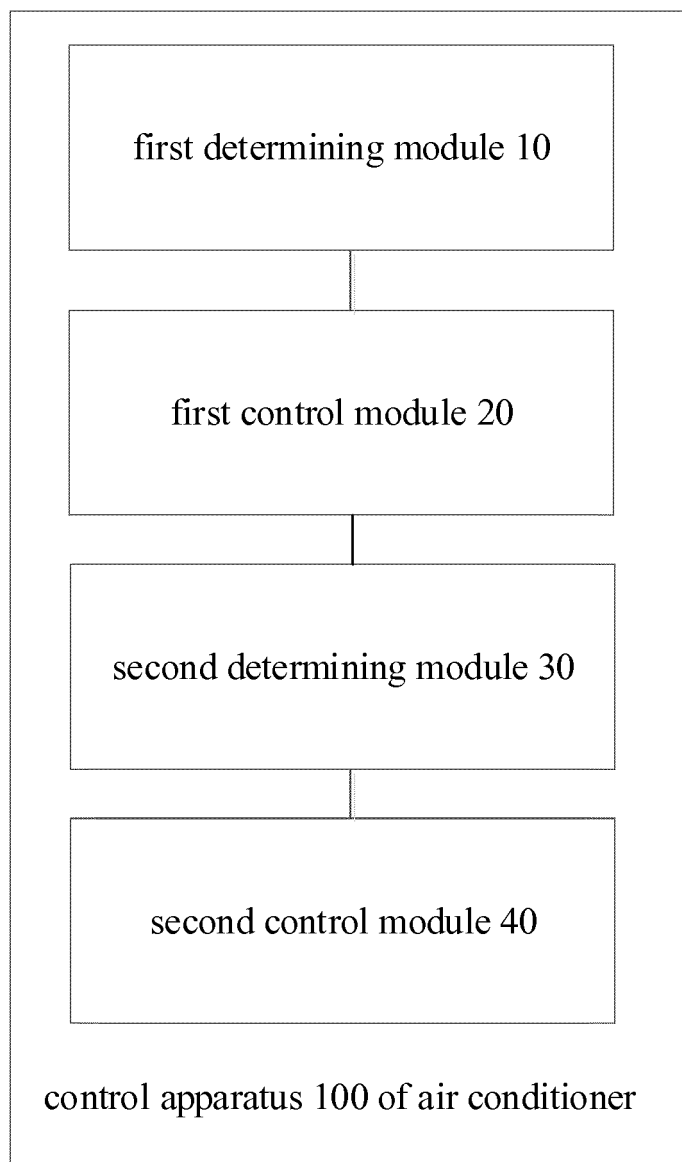 first determining module 10
first control module 20
second determining module 30
second control module 40
control apparatus 100 of air conditioner